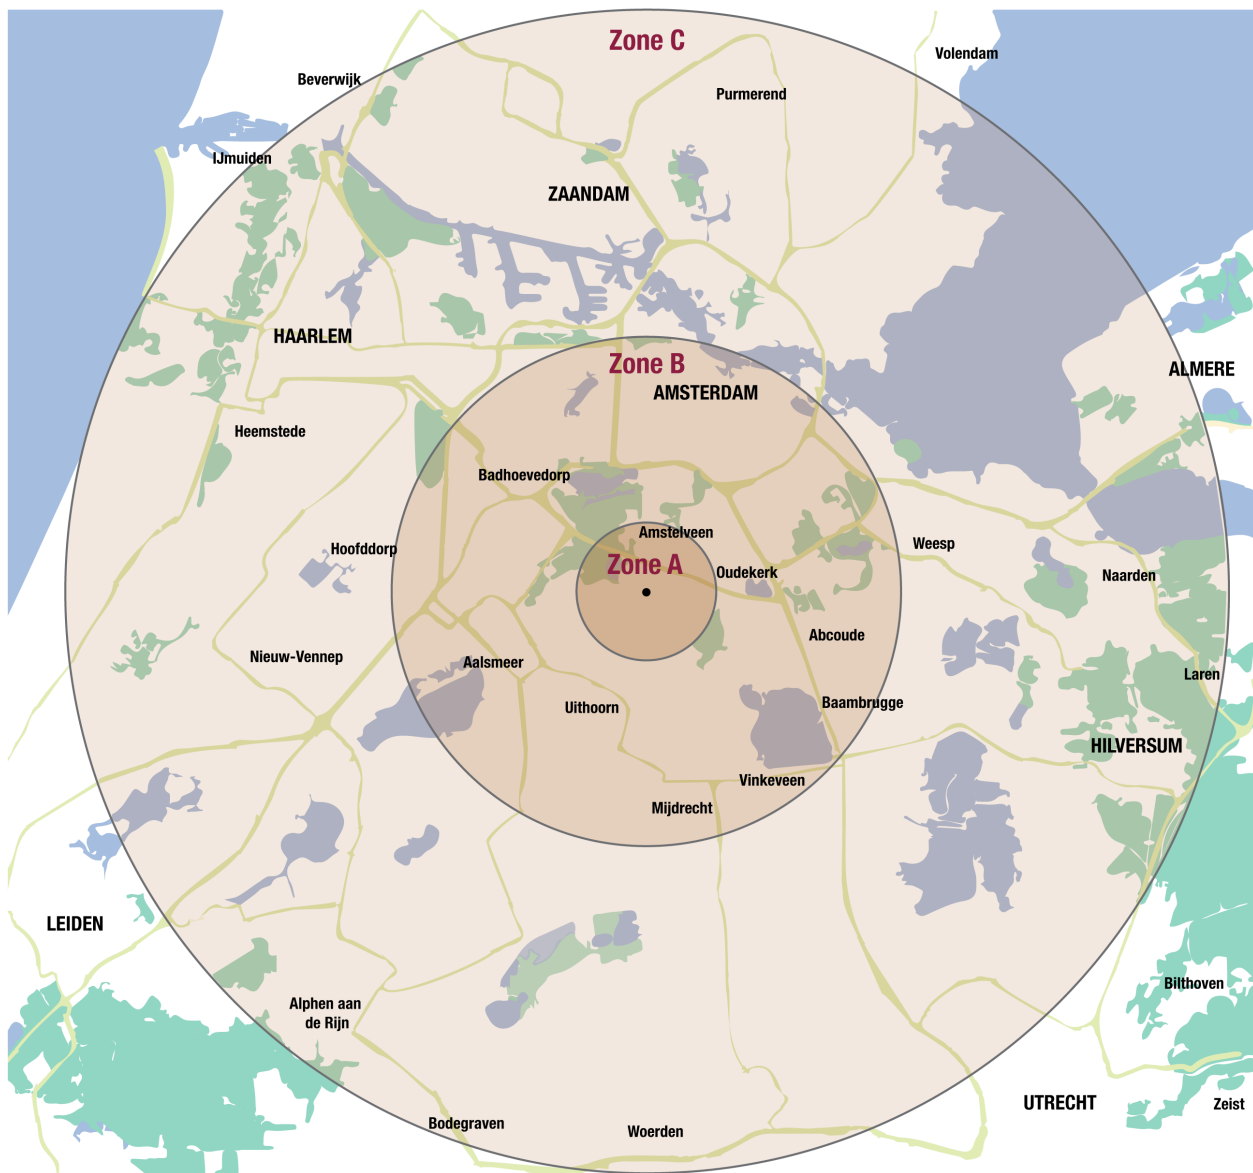 Zone C
Volendam
Beverwijk
Purmerend
IJmuiden
ZAANDAM
HAARLEM
Zone B
ALMERE
AMSTERDAM
Heemstede
Badhoevedorp
Amstelveen
Hoofddorp
Weesp
Zone A
Oudekerk
Naarden
Abcoude
Nieuw-Vennep
Aalsmeer
Laren
Uithoorn
Baambrugge
HILVERSUM
Vinkeveen
Mijdrecht
LEIDEN
Bilthoven
Alphen aan
de Rijn
UTRECHT
Zeist
Bodegraven
Woerden